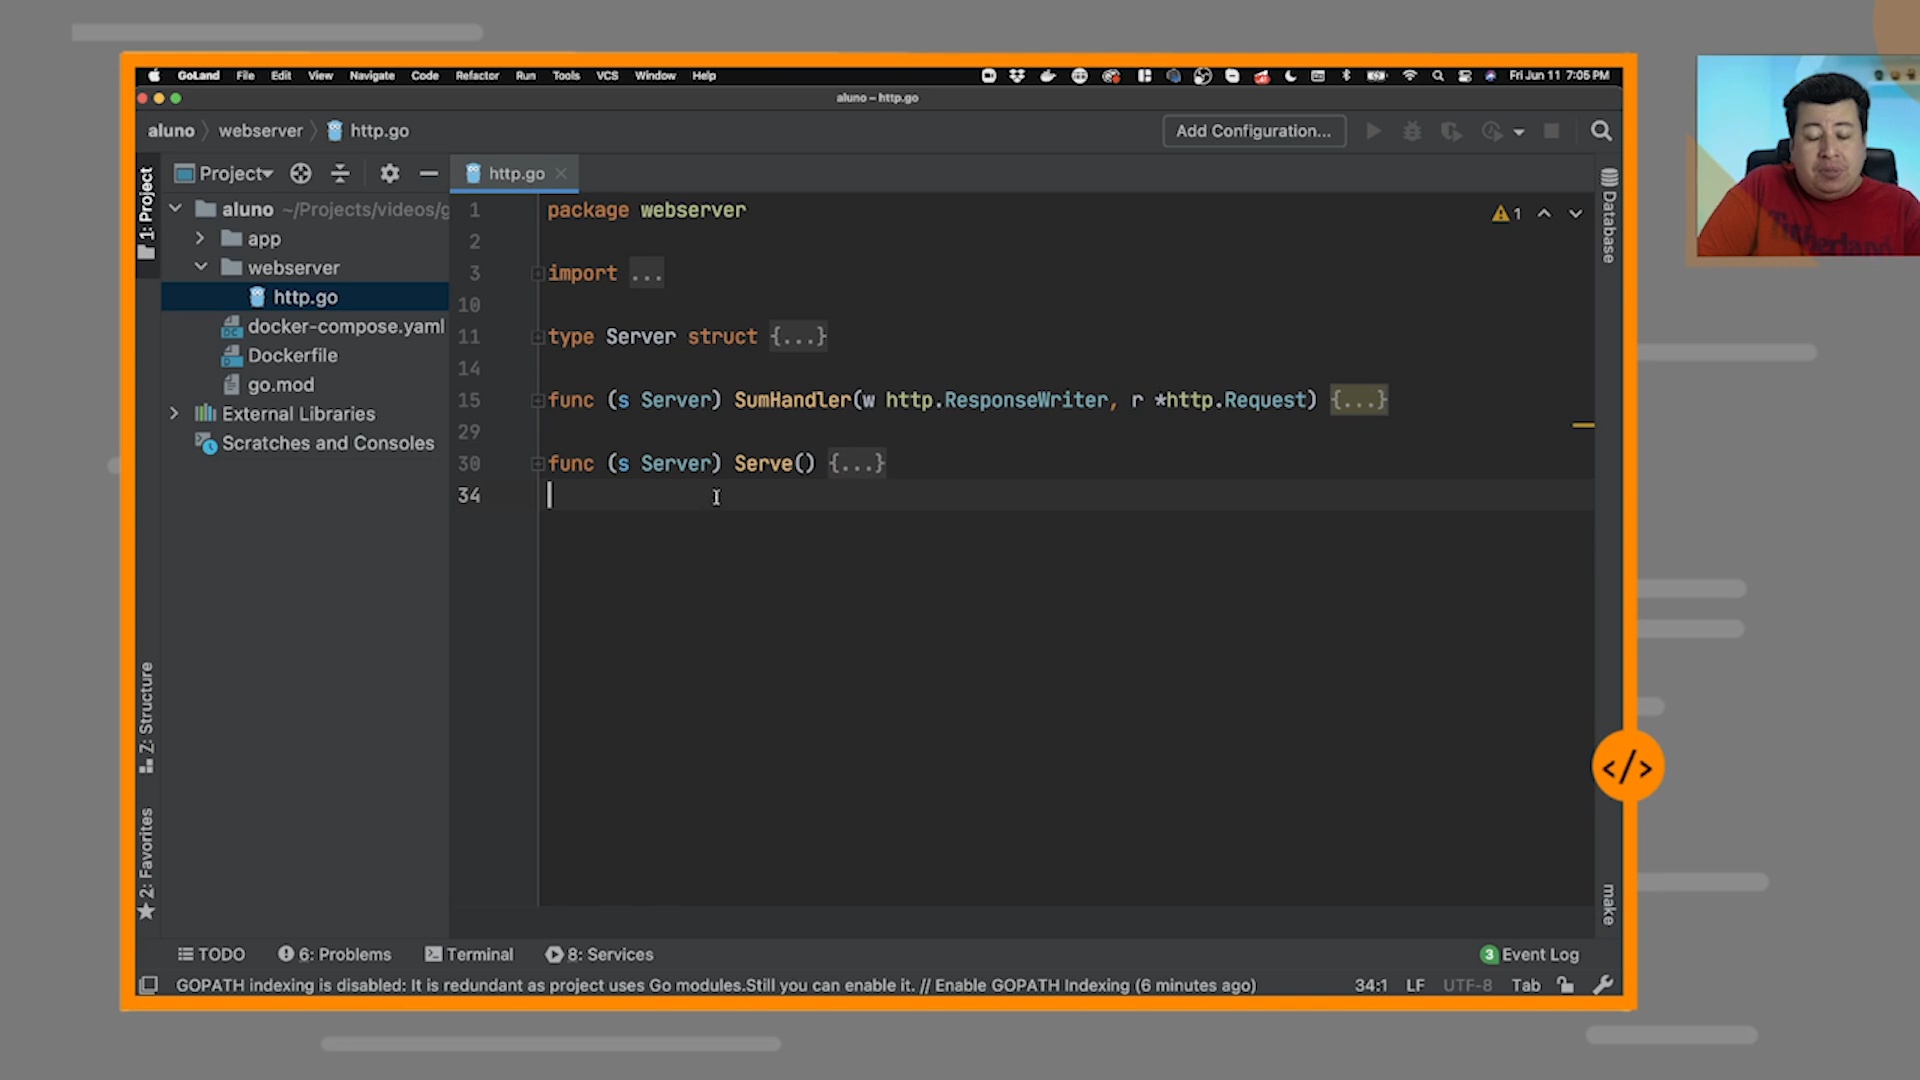 GoLand File Edit View Navigate Code Refactor Run Tools VCS Window Help
Fri Jun 11 7:05 PM
aluno – http.go
aluno webserver http.go
Add Configuration...
1: Project
Project
http.go
aluno ~/Projects/videos/g
app
webserver
http.go
docker-compose.yaml
Dockerfile
go.mod
External Libraries
Scratches and Consoles
1 package webserver
2
3 import ...
10
11 type Server struct {...}
14
15 func (s Server) SumHandler(w http.ResponseWriter, r *http.Request) {...}
29
30 func (s Server) Serve() {...}
34
1
Database
make
Z: Structure
2: Favorites
</>
TODO 6: Problems Terminal 8: Services
3 Event Log
GOPATH indexing is disabled: It is redundant as project uses Go modules.Still you can enable it. // Enable GOPATH Indexing (6 minutes ago)
34:1 LF UTF-8 Tab
Timberland